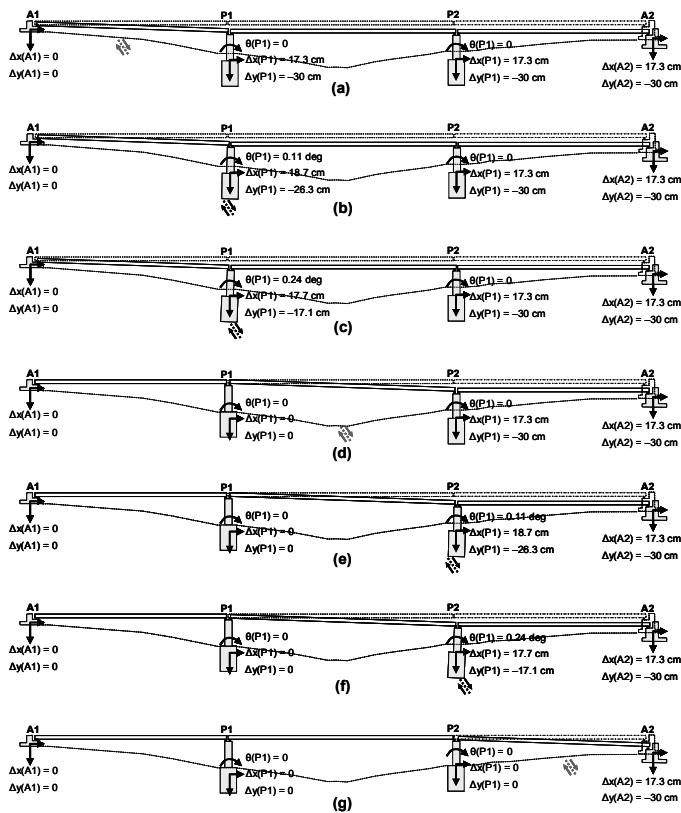 A1 P1 P2 A2
θ(P1) = 0 θ(P1) = 0
Δx(A1) = 0 Δx(P1) = 17.3 cm Δx(P1) = 17.3 cm Δx(A2) = 17.3 cm
Δy(A1) = 0 Δy(P1) = –30 cm Δy(P1) = –30 cm Δy(A2) = –30 cm
(a)
A1 P1 P2 A2
θ(P1) = 0.11 deg θ(P1) = 0
Δx(A1) = 0 Δx(P1) = 18.7 cm Δx(P1) = 17.3 cm Δx(A2) = 17.3 cm
Δy(A1) = 0 Δy(P1) = –26.3 cm Δy(P1) = –30 cm Δy(A2) = –30 cm
(b)
A1 P1 P2 A2
θ(P1) = 0.24 deg θ(P1) = 0
Δx(A1) = 0 Δx(P1) = 17.7 cm Δx(P1) = 17.3 cm Δx(A2) = 17.3 cm
Δy(A1) = 0 Δy(P1) = –17.1 cm Δy(P1) = –30 cm Δy(A2) = –30 cm
(c)
A1 P1 P2 A2
θ(P1) = 0 θ(P1) = 0
Δx(A1) = 0 Δx(P1) = 0 Δx(P1) = 17.3 cm Δx(A2) = 17.3 cm
Δy(A1) = 0 Δy(P1) = 0 Δy(P1) = –30 cm Δy(A2) = –30 cm
(d)
A1 P1 P2 A2
θ(P1) = 0 θ(P1) = 0.11 deg
Δx(A1) = 0 Δx(P1) = 0 Δx(P1) = 18.7 cm Δx(A2) = 17.3 cm
Δy(A1) = 0 Δy(P1) = 0 Δy(P1) = –26.3 cm Δy(A2) = –30 cm
(e)
A1 P1 P2 A2
θ(P1) = 0 θ(P1) = 0.24 deg
Δx(A1) = 0 Δx(P1) = 0 Δx(P1) = 17.7 cm Δx(A2) = 17.3 cm
Δy(A1) = 0 Δy(P1) = 0 Δy(P1) = –17.1 cm Δy(A2) = –30 cm
(f)
A1 P1 P2 A2
θ(P1) = 0 θ(P1) = 0
Δx(A1) = 0 Δx(P1) = 0 Δx(P1) = 0 Δx(A2) = 17.3 cm
Δy(A1) = 0 Δy(P1) = 0 Δy(P1) = 0 Δy(A2) = –30 cm
(g)